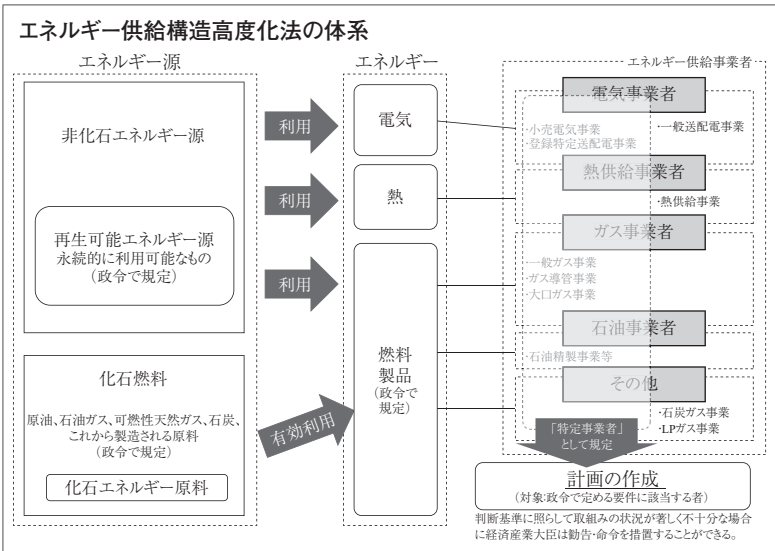 エネルギー供給構造高度化法の体系
エネルギー源
非化石エネルギー源
再生可能エネルギー源
永続的に利用可能なもの
(政令で規定)
化石燃料
原油、石油ガス、可燃性天然ガス、石炭、
これから製造される原料
(政令で規定)
化石エネルギー原料
利用
利用
利用
有効利用
エネルギー
電気
熱
燃料
製品
(政令で
規定)
エネルギー供給事業者
電気事業者
・小売電気事業
・登録特定送配電事業
・一般送配電事業
熱供給事業者
・熱供給事業
ガス事業者
・一般ガス事業
・ガス導管事業
・大口ガス事業
石油事業者
・石油精製事業等
その他
・石炭ガス事業
・LPガス事業
「特定事業者」
として規定
計画の作成
(対象:政令で定める要件に該当する者)
判断基準に照らして取組みの状況が著しく不十分な場合
に経済産業大臣は勧告・命令を措置することができる。